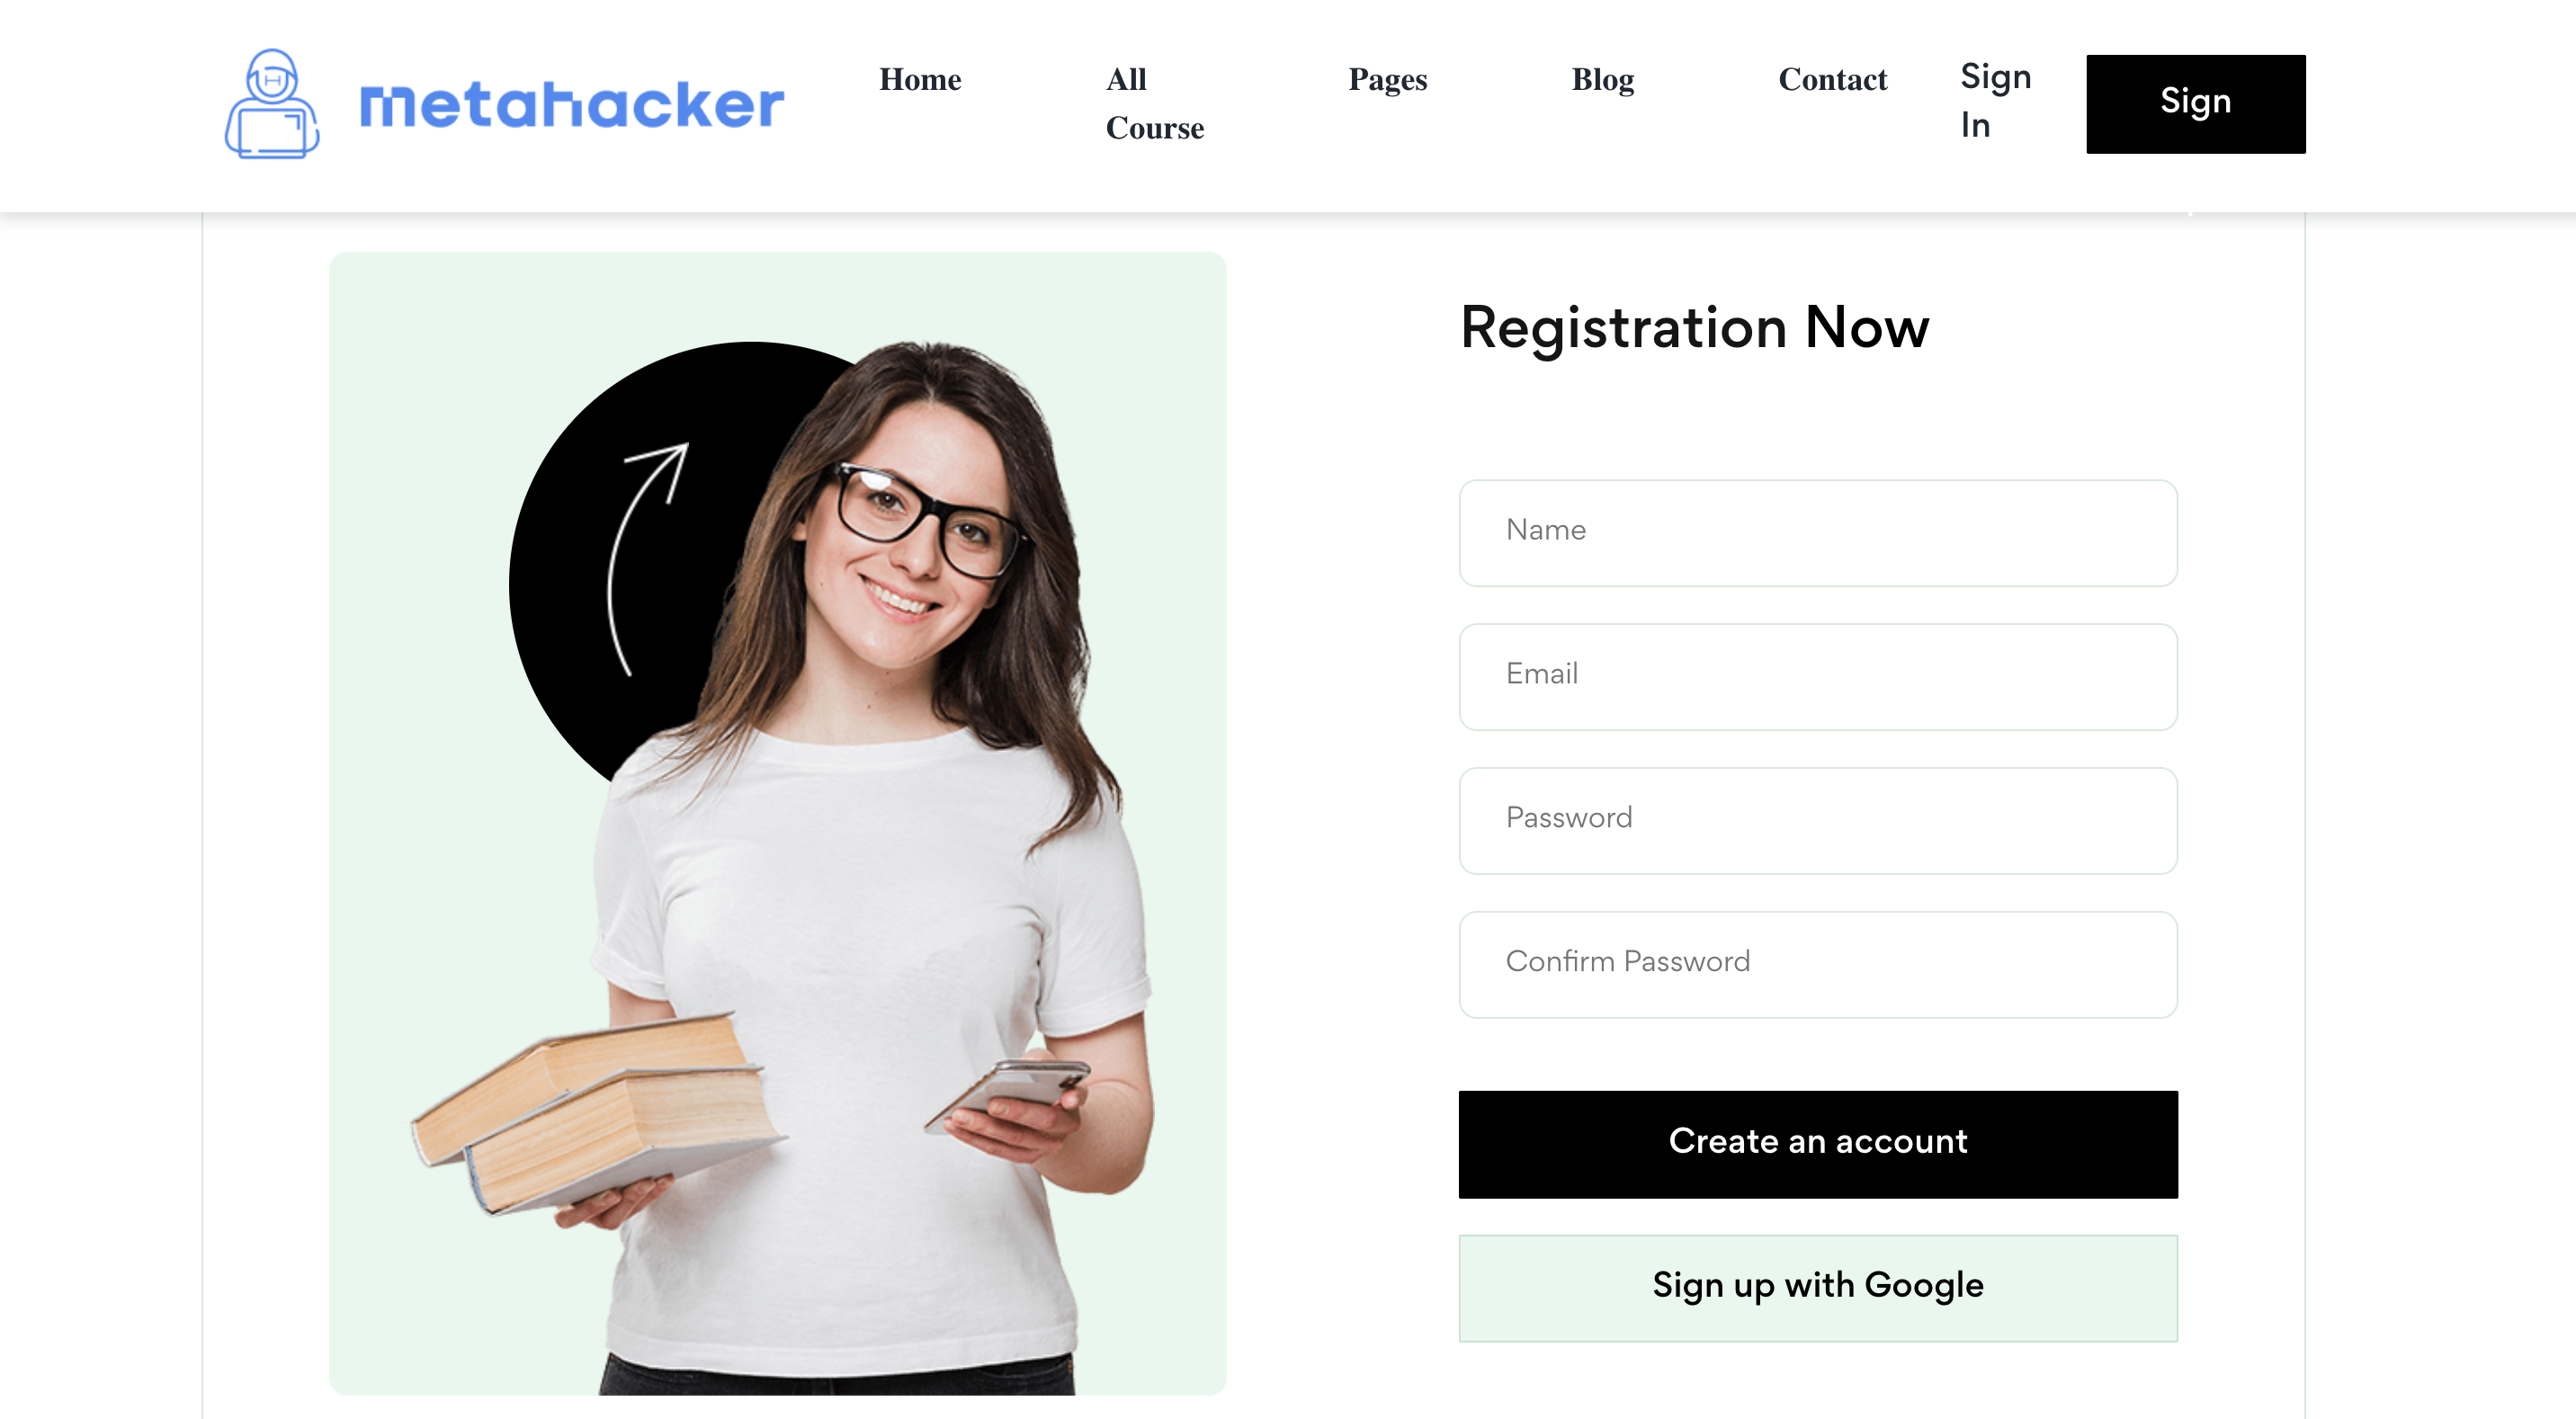 metahacker
Home
All
Course
Pages
Blog
Contact
Sign
In
Sign
Registration Now
Name
Email
Password
Confirm Password
Create an account
Sign up with Google